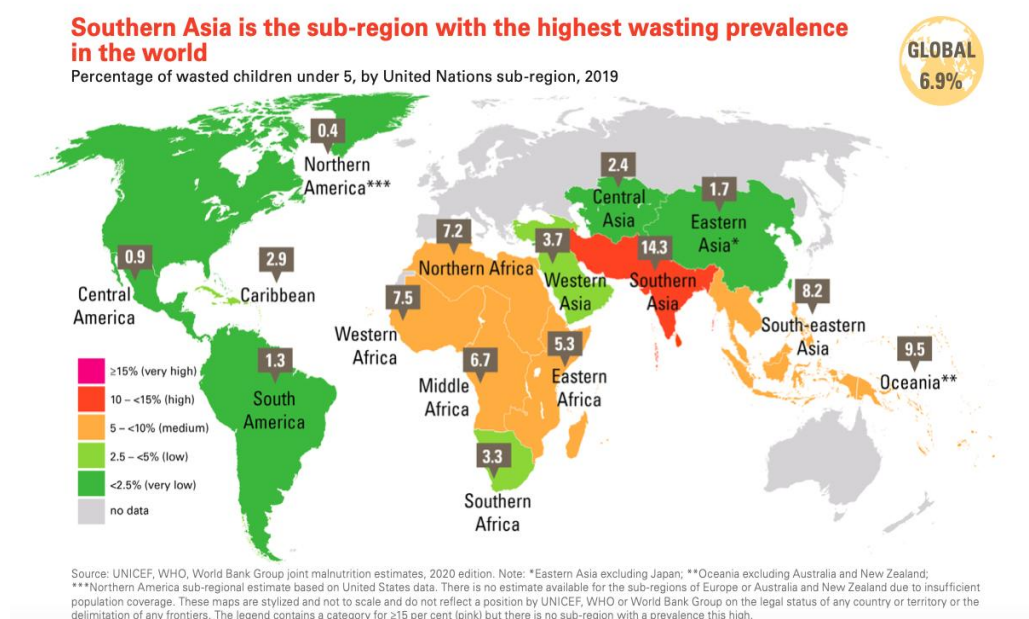 Southern Asia is the sub-region with the highest wasting prevalence
in the world
Percentage of wasted children under 5, by United Nations sub-region, 2019
GLOBAL
6.9%
0.4
Northern
America***
2.4
Central
Asia
1.7
Eastern
Asia*
7.2
Northern Africa
3.7
Western
Asia
14.3
Southern
Asia
0.9
Central
America
2.9
Caribbean
7.5
Western
Africa
8.2
South-eastern
Asia
9.5
Oceania**
1.3
South
America
6.7
Middle
Africa
5.3
Eastern
Africa
3.3
Southern
Africa
≥15% (very high)
10 – <15% (high)
5 – <10% (medium)
2.5 – <5% (low)
<2.5% (very low)
no data
Source: UNICEF, WHO, World Bank Group joint malnutrition estimates, 2020 edition. Note: *Eastern Asia excluding Japan; **Oceania excluding Australia and New Zealand;
***Northern America sub-regional estimate based on United States data. There is no estimate available for the sub-regions of Europe or Australia and New Zealand due to insufficient
population coverage. These maps are stylized and not to scale and do not reflect a position by UNICEF, WHO or World Bank Group on the legal status of any country or territory or the
delimitation of any frontiers. The legend contains a category for ≥15 per cent (pink) but there is no sub-region with a prevalence this high.